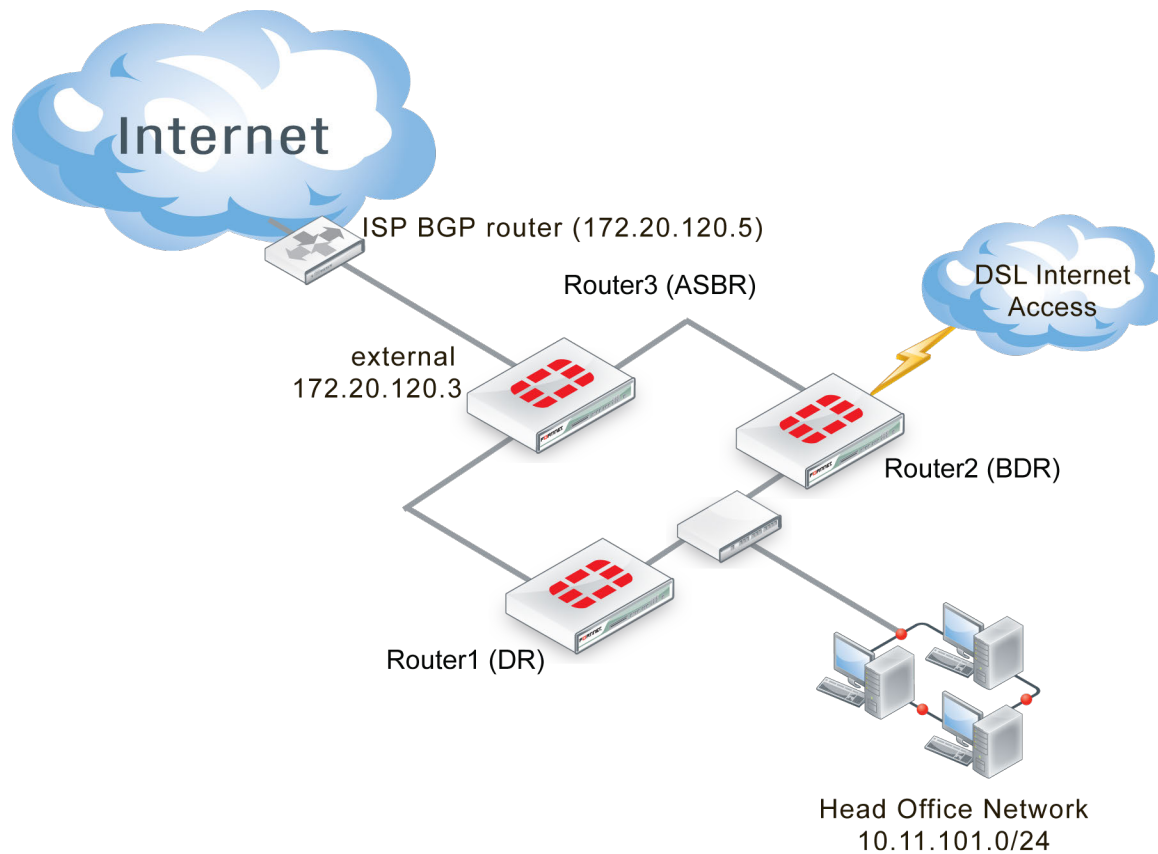 Internet
ISP BGP router (172.20.120.5)
Router3 (ASBR)
DSL Internet
Access
external
172.20.120.3
Router2 (BDR)
Router1 (DR)
Head Office Network
10.11.101.0/24